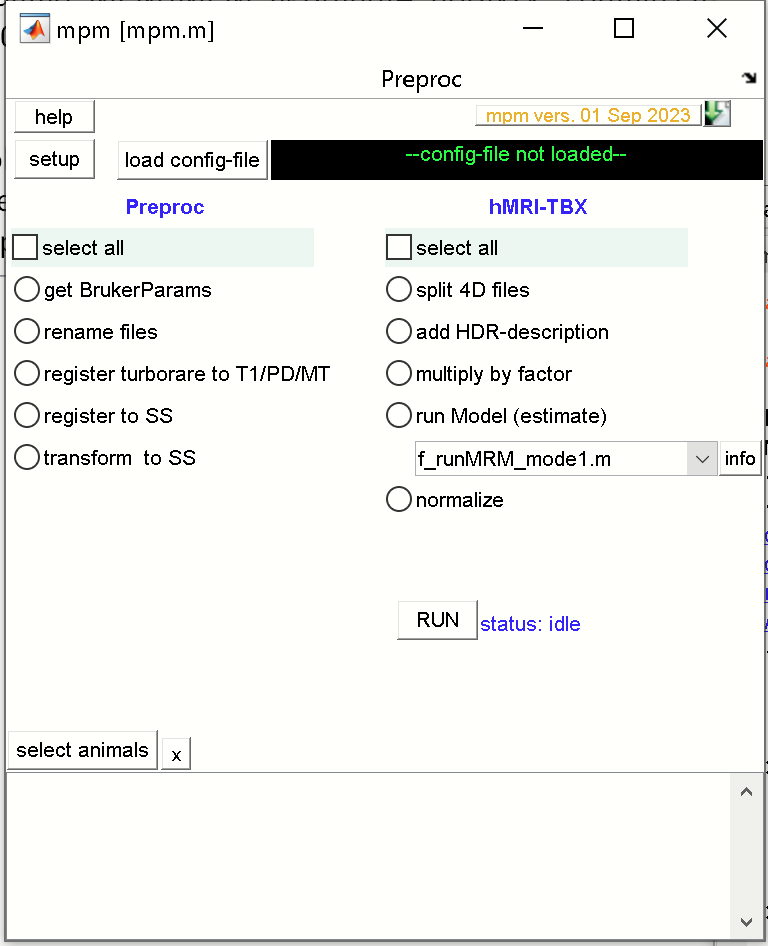 mpm [mpm.m]
Preproc
help
mpm vers. 01 Sep 2023
setup
load config-file
--config-file not loaded--
Preproc
hMRI-TBX
select all
select all
get BrukerParams
split 4D files
rename files
add HDR-description
register turborare to T1/PD/MT
multiply by factor
register to SS
run Model (estimate)
transform  to SS
f_runMRM_mode1.m
info
normalize
RUN
status: idle
select animals
x